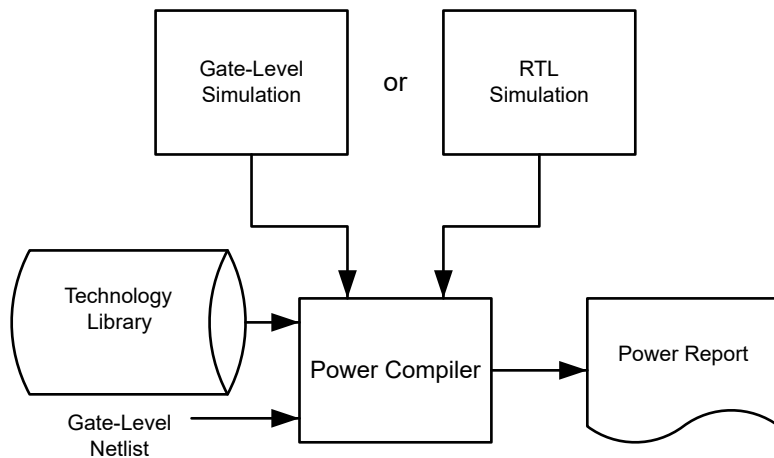 Gate-Level
Simulation
or
RTL
Simulation
Technology
Library
Power Compiler
Power Report
Gate-Level
Netlist